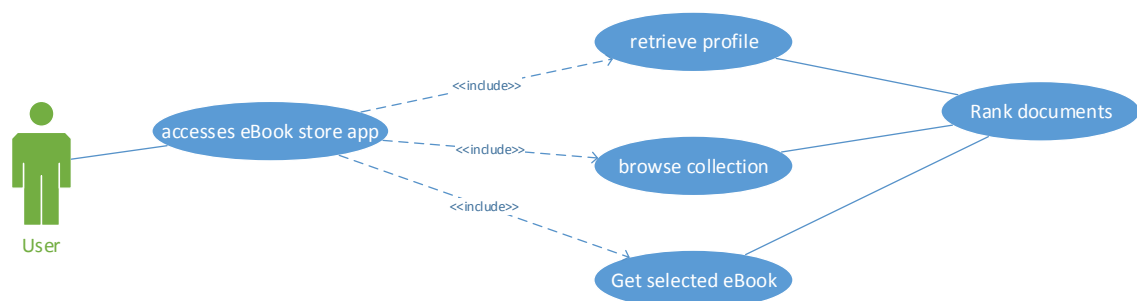 retrieve profile
<<include>>
accesses eBook store app
Rank documents
<<include>>
browse collection
<<include>>
User
Get selected eBook